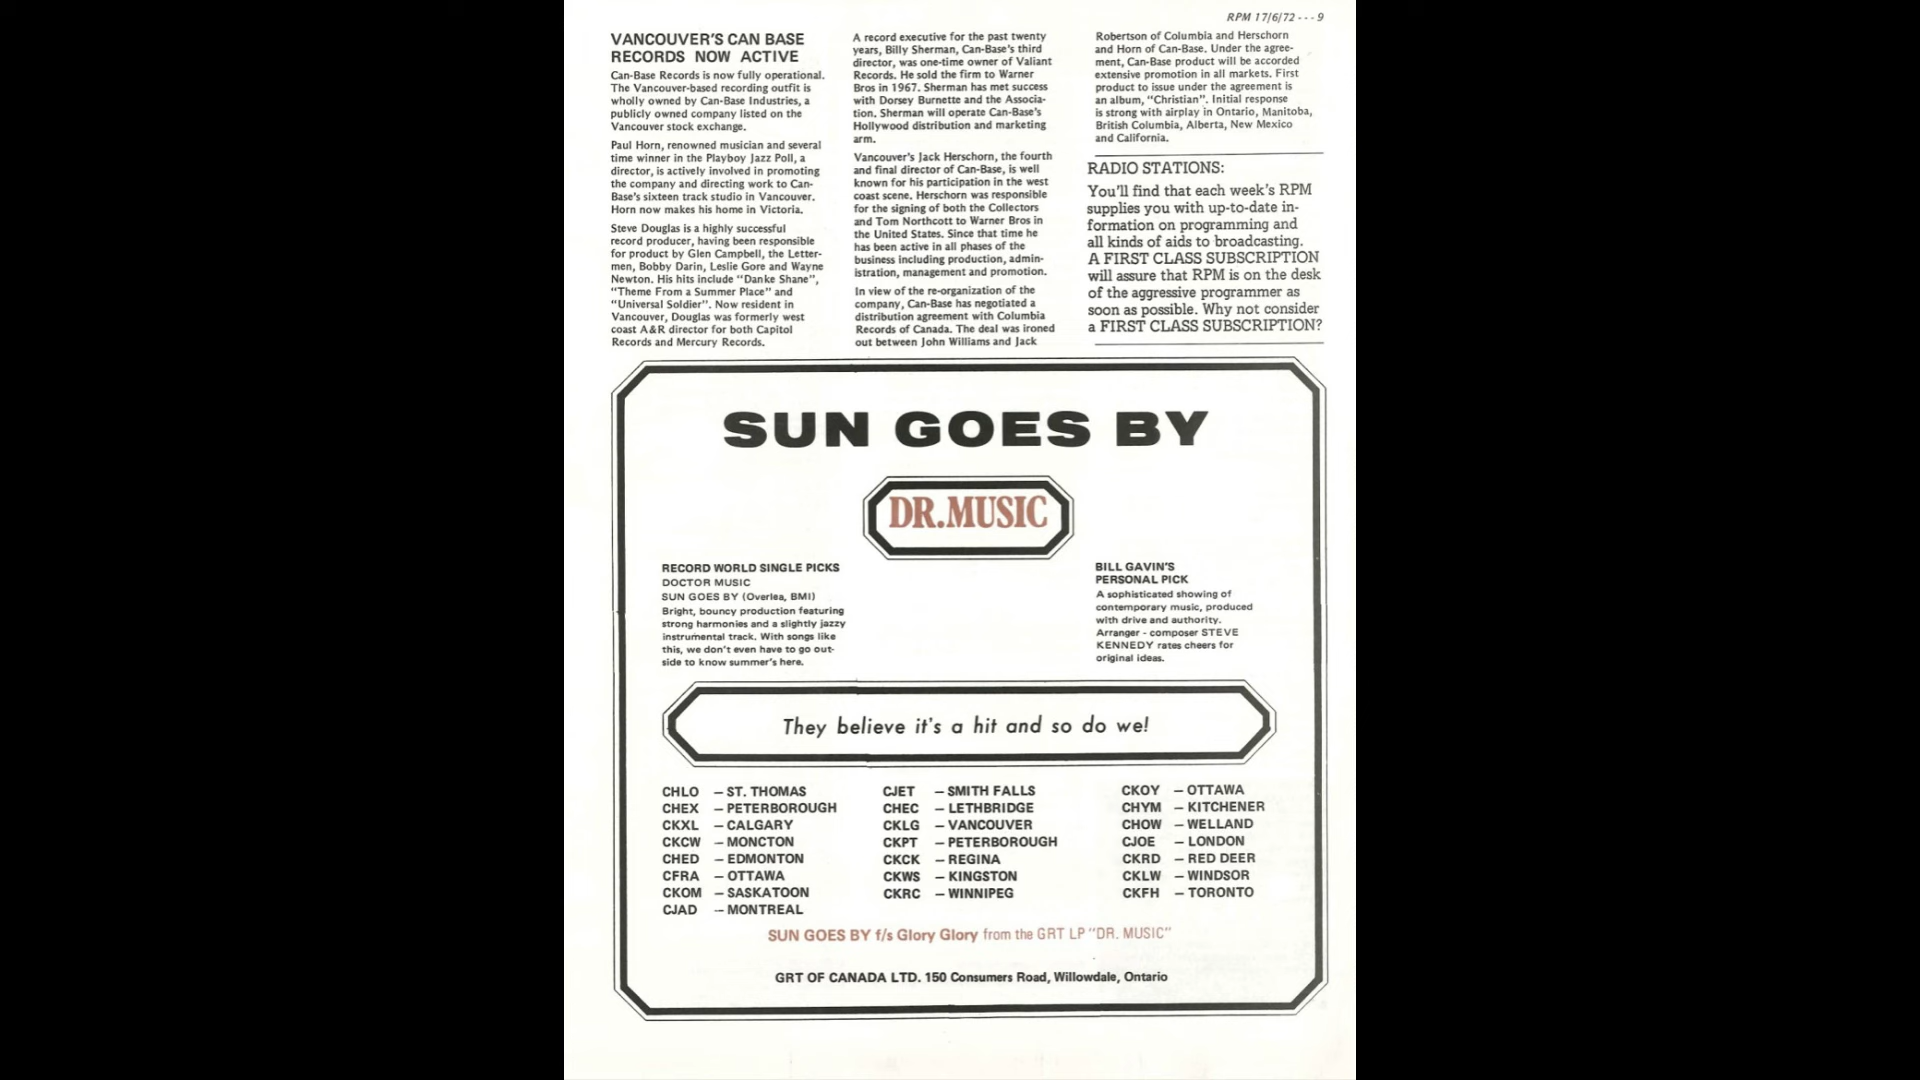 RPM 17/6/72 --- 9
VANCOUVER'S CAN BASE
RECORDS NOW ACTIVE
Can-Base Records is now fully operational.
The Vancouver-based recording outfit is
wholly owned by Can-Base Industries, a
publicly owned company listed on the
Vancouver stock exchange.
Paul Horn, renowned musician and several
time winner in the Playboy Jazz Poll, a
director, is actively involved in promoting
the company and directing work to Can-
Base's sixteen track studio in Vancouver.
Horn now makes his home in Victoria.
Steve Douglas is a highly successful
record producer, having been responsible
for product by Glen Campbell, the Letter-
men, Bobby Darin, Leslie Gore and Wayne
Newton. His hits include "Danke Shane",
"Theme From a Summer Place" and
"Universal Soldier". Now resident in
Vancouver, Douglas was formerly west
coast A&R director for both Capitol
Records and Mercury Records.
A record executive for the past twenty
years, Billy Sherman, Can-Base's third
director, was one-time owner of Valiant
Records. He sold the firm to Warner
Bros in 1967. Sherman has met success
with Dorsey Burnette and the Associa-
tion. Sherman will operate Can-Base's
Hollywood distribution and marketing
arm.
Vancouver's Jack Herschorn, the fourth
and final director of Can-Base, is well
known for his participation in the west
coast scene. Herschorn was responsible
for the signing of both the Collectors
and Tom Northcott to Warner Bros in
the United States. Since that time he
has been active in all phases of the
business including production, admin-
istration, management and promotion.
In view of the re-organization of the
company, Can-Base has negotiated a
distribution agreement with Columbia
Records of Canada. The deal was ironed
out between John Williams and Jack
Robertson of Columbia and Herschorn
and Horn of Can-Base. Under the agree-
ment, Can-Base product will be accorded
extensive promotion in all markets. First
product to issue under the agreement is
an album, "Christian". Initial response
is strong with airplay in Ontario, Manitoba,
British Columbia, Alberta, New Mexico
and California.
RADIO STATIONS:
You'll find that each week's RPM
supplies you with up-to-date in-
formation on programming and
all kinds of aids to broadcasting.
A FIRST CLASS SUBSCRIPTION
will assure that RPM is on the desk
of the aggressive programmer as
soon as possible. Why not consider
a FIRST CLASS SUBSCRIPTION?
SUN GOES BY
DR. MUSIC
RECORD WORLD SINGLE PICKS
DOCTOR MUSIC
SUN GOES BY (Overlea, BMI)
Bright, bouncy production featuring
strong harmonies and a slightly jazzy
instrumental track. With songs like
this, we don't even have to go out-
side to know summer's here.
BILL GAVIN'S
PERSONAL PICK
A sophisticated showing of
contemporary music, produced
with drive and authority.
Arranger - composer STEVE
KENNEDY rates cheers for
original ideas.
They believe it's a hit and so do we!
CHLO – ST. THOMAS
CHEX – PETERBOROUGH
CKXL – CALGARY
CKCW – MONCTON
CHED – EDMONTON
CFRA – OTTAWA
CKOM – SASKATOON
CJAD – MONTREAL
CJET – SMITH FALLS
CHEC – LETHBRIDGE
CKLG – VANCOUVER
CKPT – PETERBOROUGH
CKCK – REGINA
CKWS – KINGSTON
CKRC – WINNIPEG
CKOY – OTTAWA
CHYM – KITCHENER
CHOW – WELLAND
CJOE – LONDON
CKRD – RED DEER
CKLW – WINDSOR
CKFH – TORONTO
SUN GOES BY f/s Glory Glory from the GRT LP "DR. MUSIC"
GRT OF CANADA LTD. 150 Consumers Road, Willowdale, Ontario